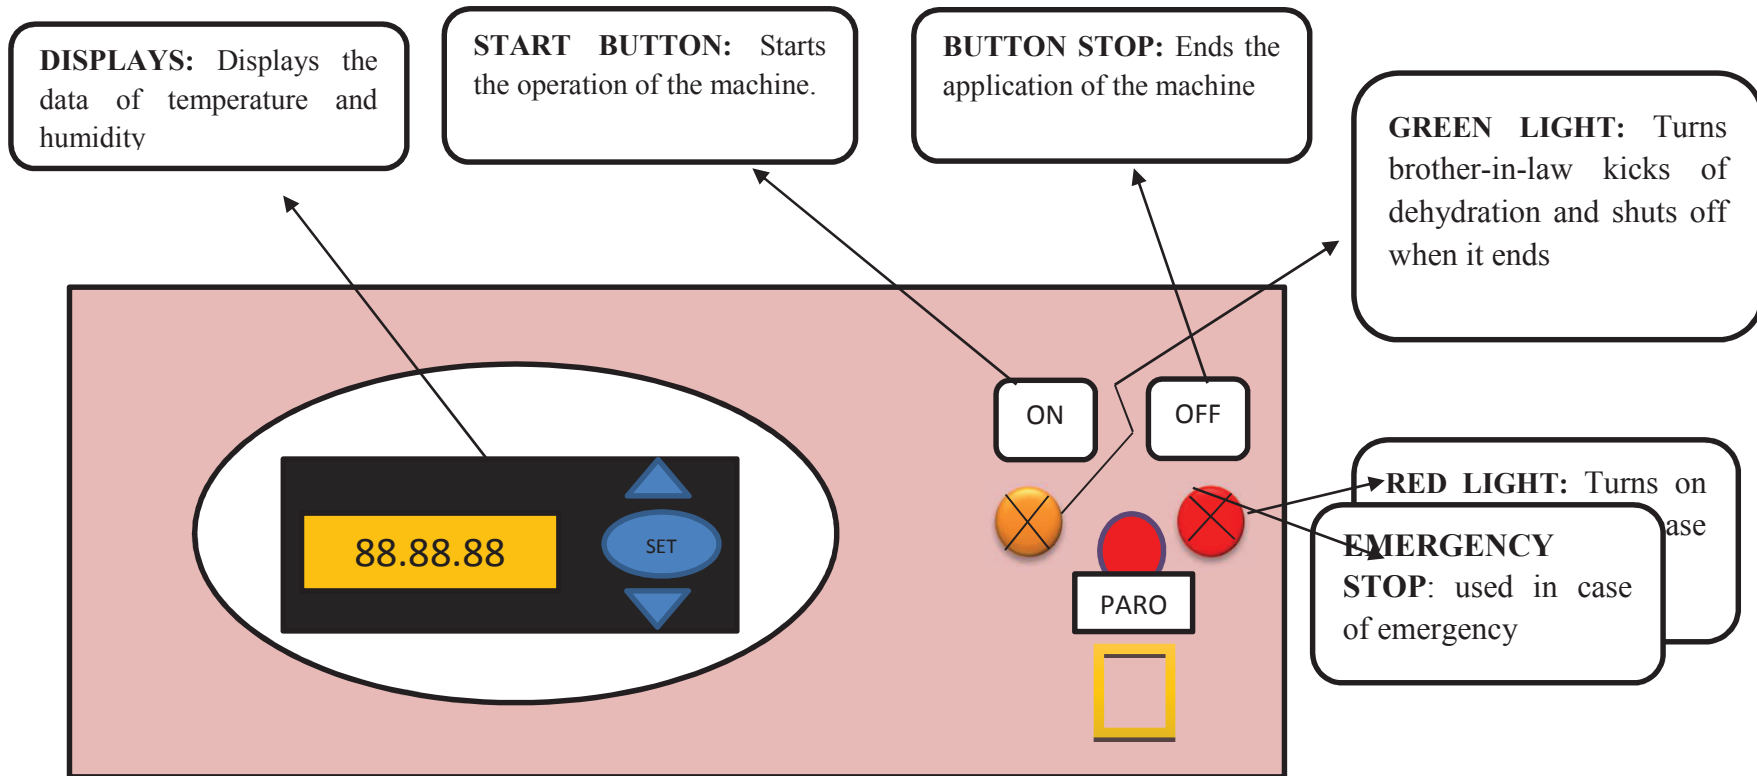 DISPLAYS: Displays the
data of temperature and
humidity
START BUTTON: Starts
the operation of the machine.
BUTTON STOP: Ends the
application of the machine
GREEN LIGHT: Turns
brother-in-law kicks of
dehydration and shuts off
when it ends
ON
OFF
RED LIGHT: Turns on
ase
EMERGENCY
STOP: used in case
of emergency
88.88.88
SET
PARO